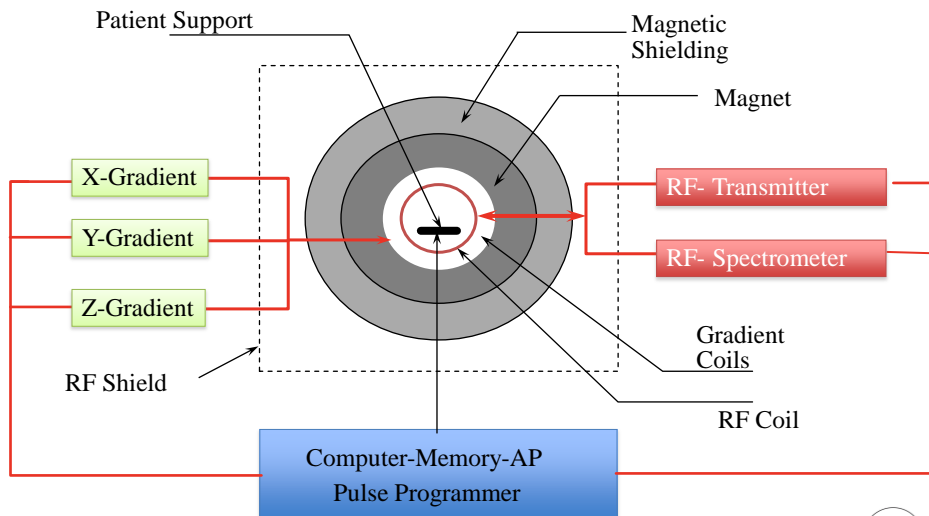 Patient Support
Magnetic
Shielding
Magnet
X-Gradient
Y-Gradient
Z-Gradient
RF- Transmitter
RF- Spectrometer
Gradient
Coils
RF Shield
RF Coil
Computer-Memory-AP
Pulse Programmer